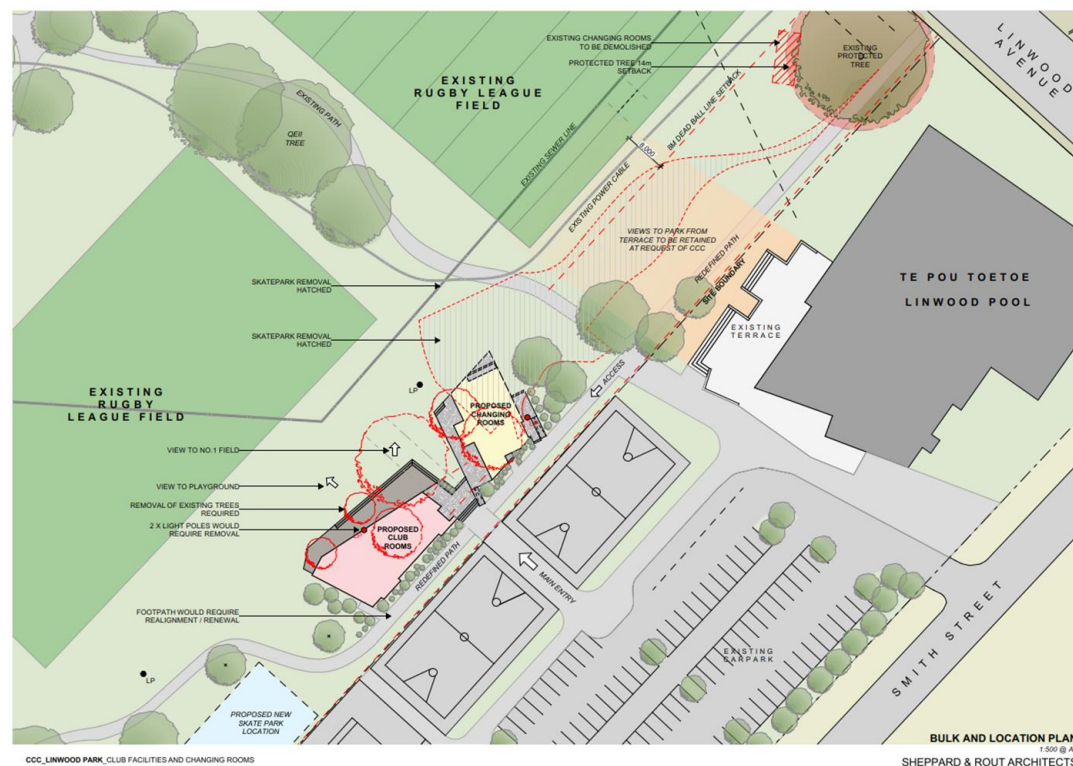 EXISTING CHANGING ROOMS
TO BE DEMOLISHED
PROTECTED TREE 14m
SETBACK
EXISTING
PROTECTED
TREE
LINWOOD
AVENUE
EXISTING
RUGBY LEAGUE
FIELD
EXISTING PATH
QEII
TREE
EXISTING SEWER LINE
8M DEAD BALL LINE SETBACK
8,000
EXISTING POWER CABLE
VIEWS TO PARK FROM
TERRACE TO BE RETAINED
AT REQUEST OF CCC
REDEFINED PATH
SITE BOUNDARY
TE POU TOETOE
LINWOOD POOL
EXISTING
TERRACE
SKATEPARK REMOVAL
HATCHED
SKATEPARK REMOVAL
HATCHED
EXISTING
RUGBY
LEAGUE FIELD
LP
ACCESS
PROPOSED
CHANGING
ROOMS
VIEW TO NO.1 FIELD
VIEW TO PLAYGROUND
REMOVAL OF EXISTING TREES
REQUIRED
2 X LIGHT POLES WOULD
REQUIRE REMOVAL
PROPOSED
CLUB
ROOMS
REDEFINED PATH
MAIN ENTRY
FOOTPATH WOULD REQUIRE
REALIGNMENT / RENEWAL
LP
PROPOSED NEW
SKATE PARK
LOCATION
EXISTING
CARPARK
SMITH STREET
BULK AND LOCATION PLAN
1:500 @ A
SHEPPARD & ROUT ARCHITECTS
CCC_LINWOOD PARK_CLUB FACILITIES AND CHANGING ROOMS